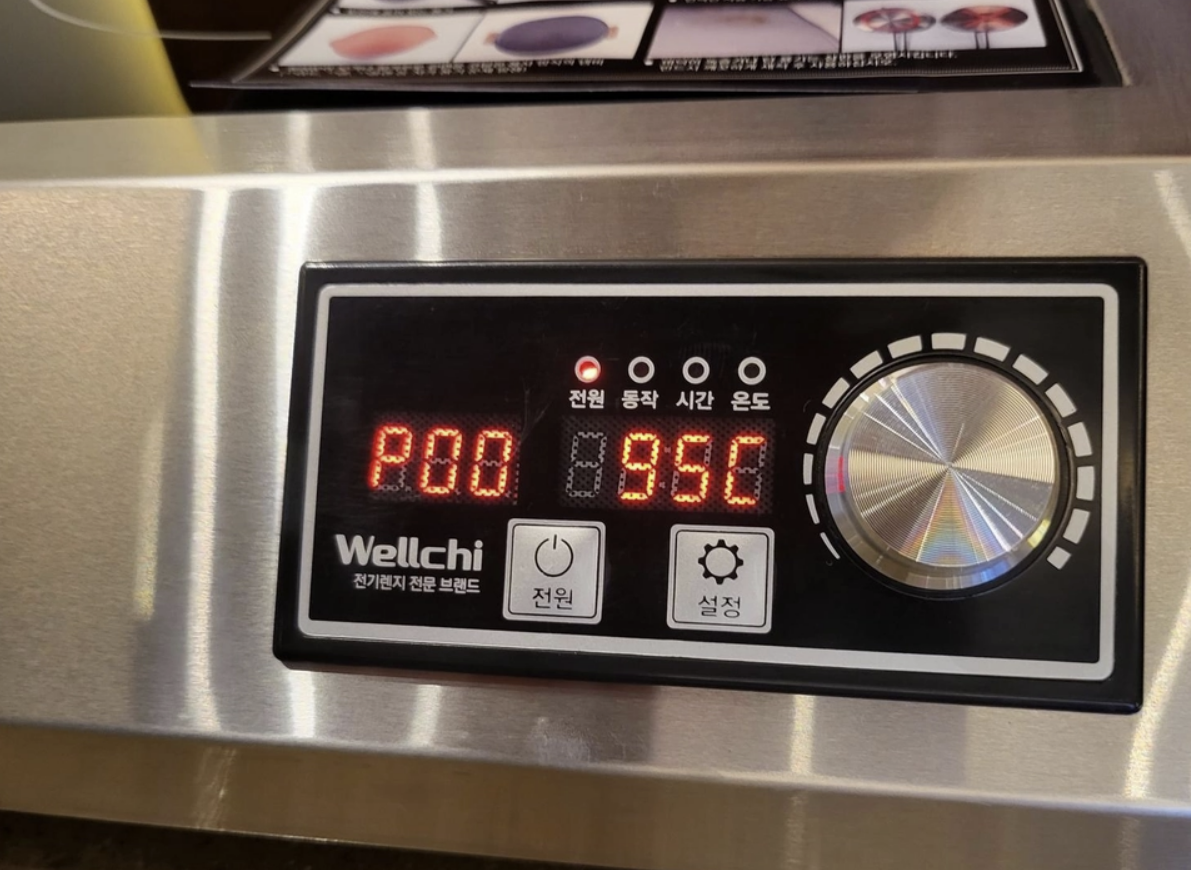 전원 동작 시간 온도
P00 95C
Wellchi
전기렌지 전문 브랜드
전원 설정